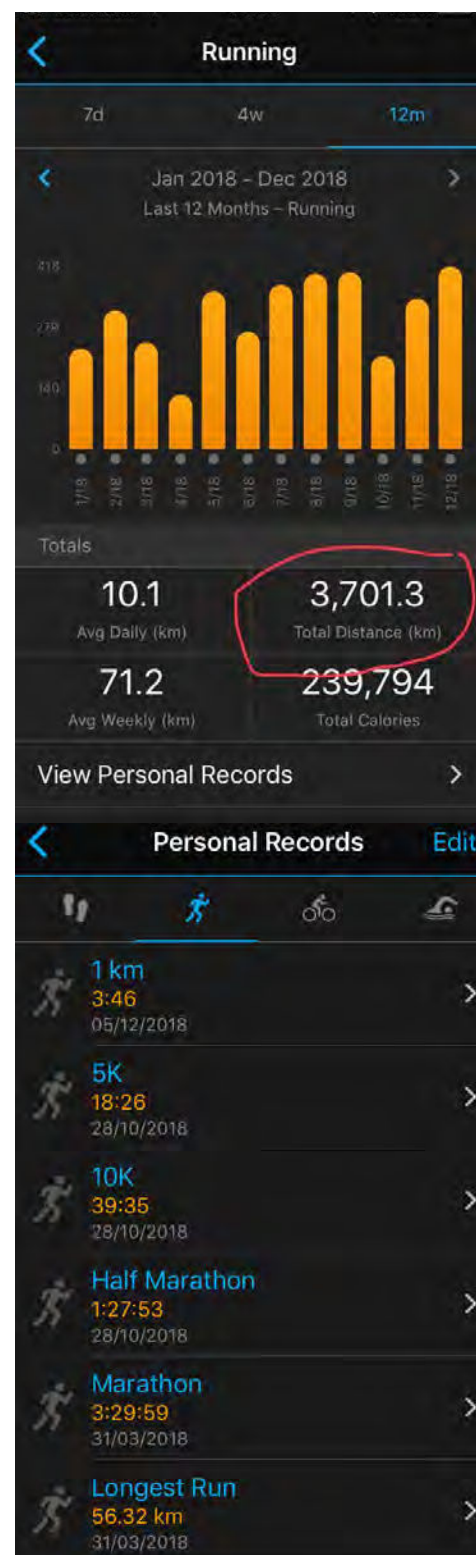 Running
7d 4w 12m
Jan 2018 - Dec 2018
Last 12 Months - Running
418
279
140
0
1/18 2/18 3/18 4/18 5/18 6/18 7/18 8/18 9/18 10/18 11/18 12/18
Totals
10.1 3,701.3
Avg Daily (km) Total Distance (km)
71.2 239,794
Avg Weekly (km) Total Calories
View Personal Records
Personal Records Edit
1 km
3:46
05/12/2018
5K
18:26
28/10/2018
10K
39:35
28/10/2018
Half Marathon
1:27:53
28/10/2018
Marathon
3:29:59
31/03/2018
Longest Run
56.32 km
31/03/2018